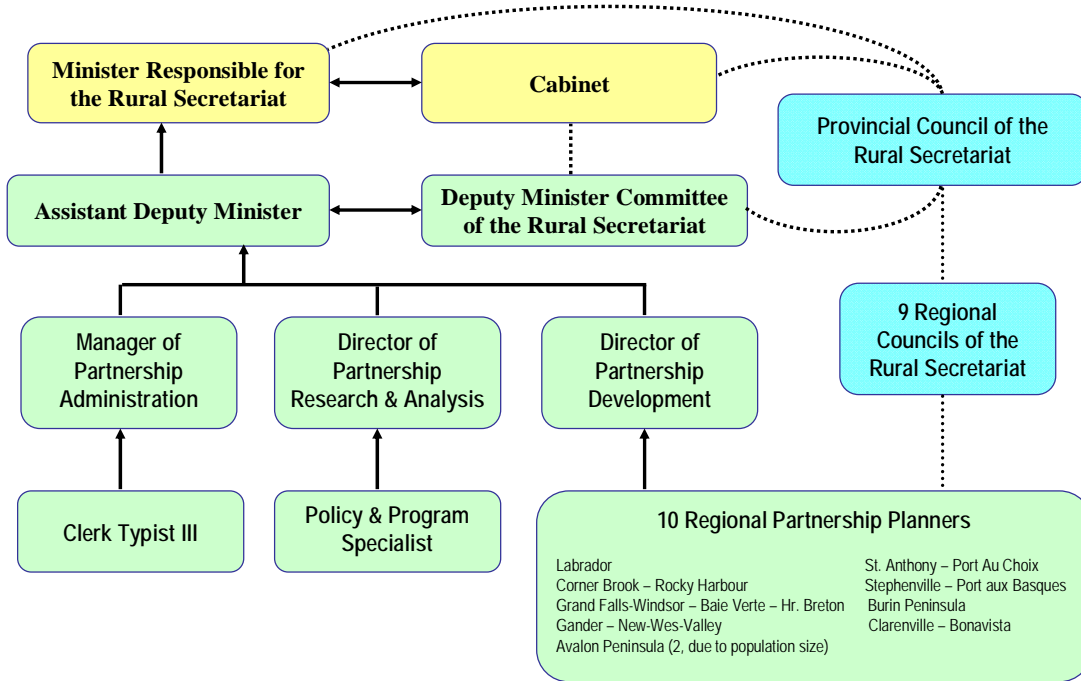 Minister Responsible for
the Rural Secretariat
Cabinet
Provincial Council of the
Rural Secretariat
Assistant Deputy Minister
Deputy Minister Committee
of the Rural Secretariat
9 Regional
Councils of the
Rural Secretariat
Manager of
Partnership
Administration
Director of
Partnership
Research & Analysis
Director of
Partnership
Development
Clerk Typist III
Policy & Program
Specialist
10 Regional Partnership Planners
Labrador
Corner Brook – Rocky Harbour
Grand Falls-Windsor – Baie Verte – Hr. Breton
Gander – New-Wes-Valley
Avalon Peninsula (2, due to population size)
St. Anthony – Port Au Choix
Stephenville – Port aux Basques
Burin Peninsula
Clarenville – Bonavista